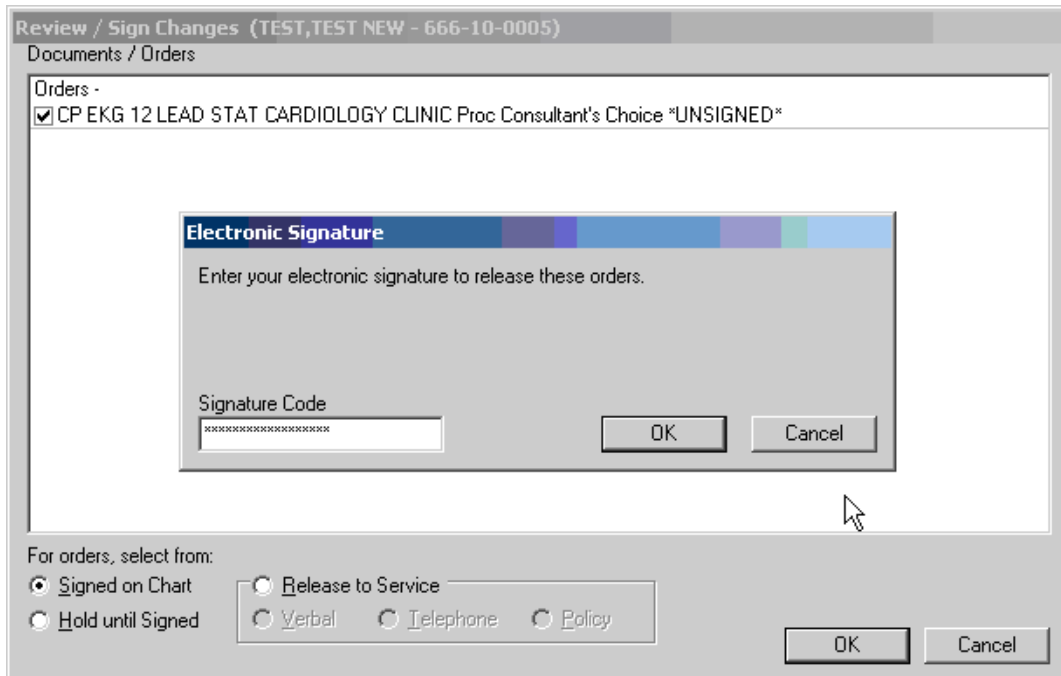 Review / Sign Changes (TEST,TEST NEW - 666-10-0005)
Documents / Orders
Orders -
CP EKG 12 LEAD STAT CARDIOLOGY CLINIC Proc Consultant's Choice *UNSIGNED*
Electronic Signature
Enter your electronic signature to release these orders.
Signature Code
******************
OK Cancel
For orders, select from:
Signed on Chart Release to Service
Hold until Signed Verbal Telephone Policy
OK Cancel